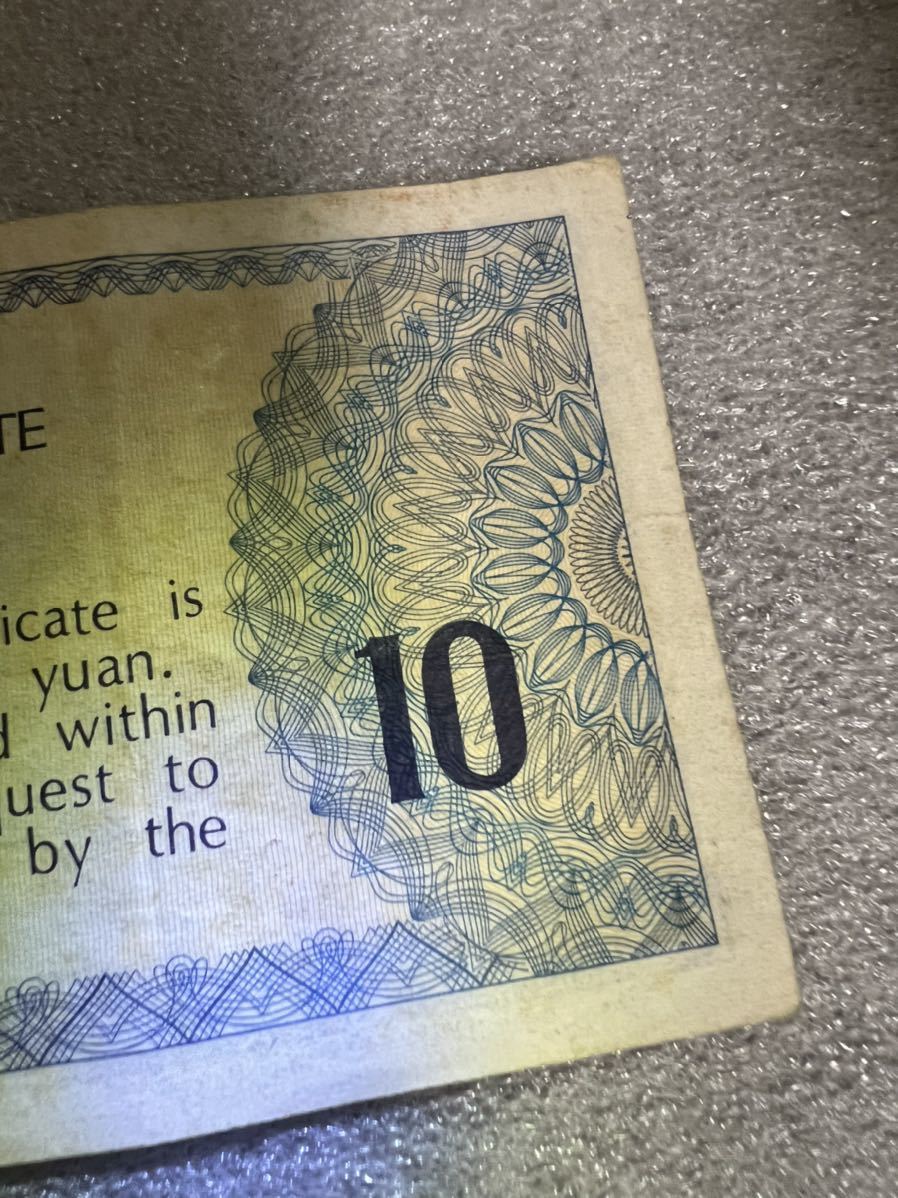 TE
icate is
yuan.
d within
uest to
by the
10